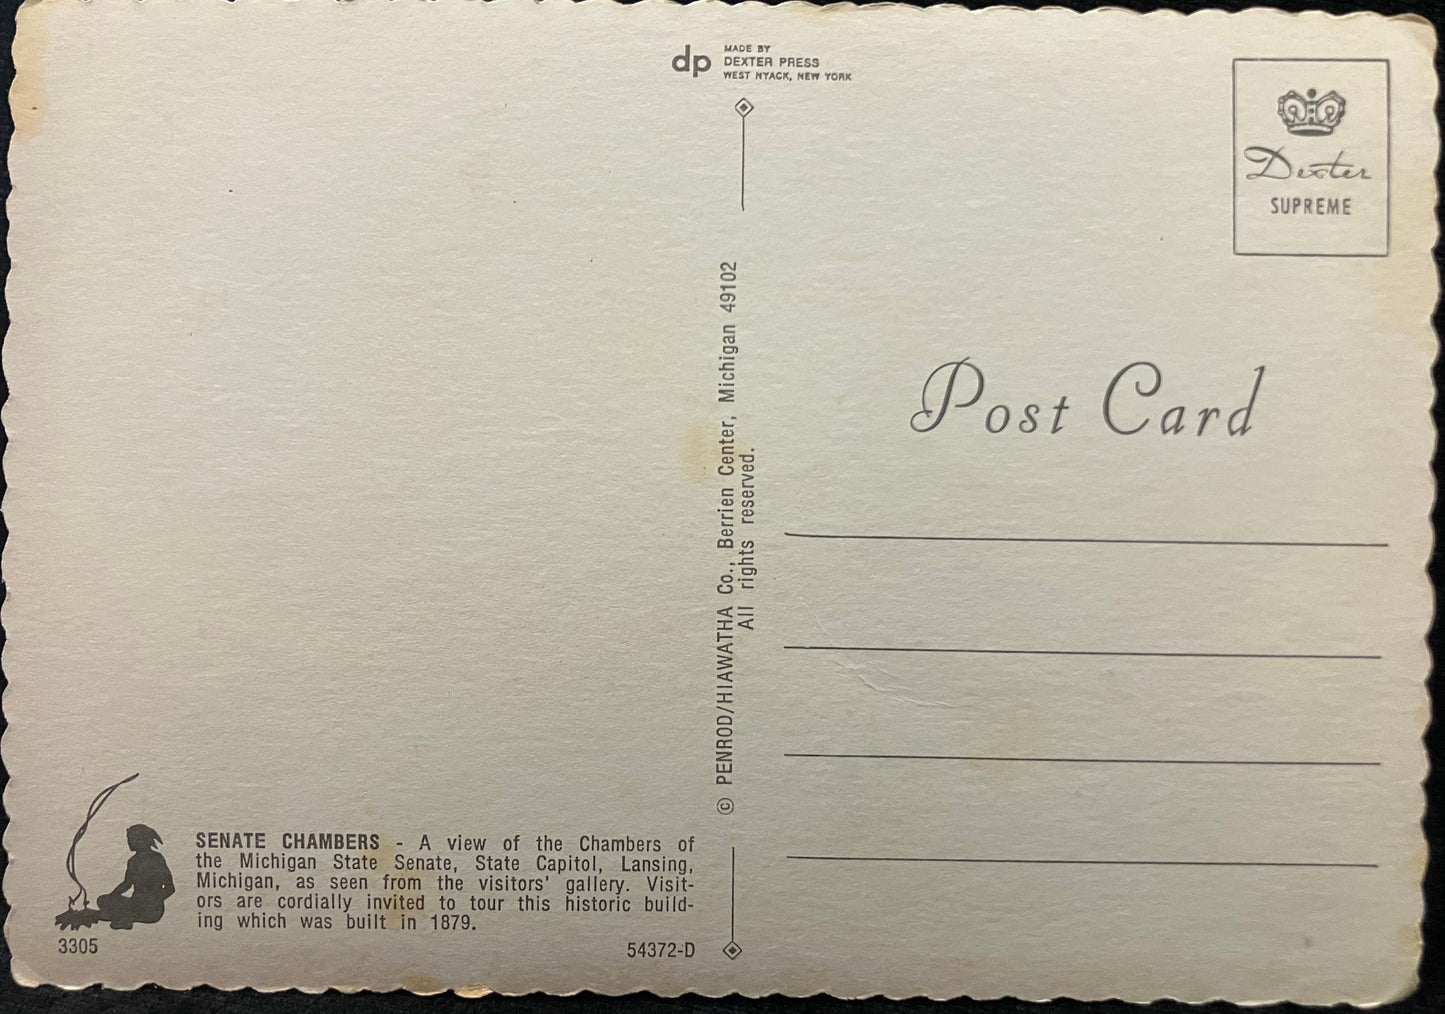 dp
MADE BY
DEXTER PRESS
WEST NYACK, NEW YORK
Dexter
SUPREME
Post Card
© PENROD/HIAWATHA Co., Berrien Center, Michigan 49102
All rights reserved.
SENATE CHAMBERS - A view of the Chambers of
the Michigan State Senate, State Capitol, Lansing,
Michigan, as seen from the visitors' gallery. Visit-
ors are cordially invited to tour this historic build-
ing which was built in 1879.
3305
54372-D